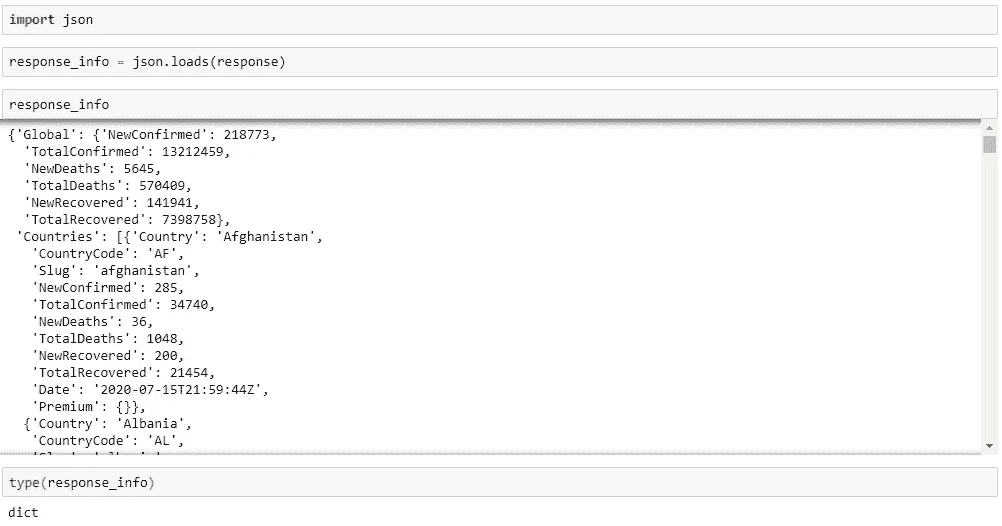 import json
response_info = json.loads(response)
response_info
{'Global': {'NewConfirmed': 218773,
'TotalConfirmed': 13212459,
'NewDeaths': 5645,
'TotalDeaths': 570409,
'NewRecovered': 141941,
'TotalRecovered': 7398758},
'Countries': [{'Country': 'Afghanistan',
'CountryCode': 'AF',
'Slug': 'afghanistan',
'NewConfirmed': 285,
'TotalConfirmed': 34740,
'NewDeaths': 36,
'TotalDeaths': 1048,
'NewRecovered': 200,
'TotalRecovered': 21454,
'Date': '2020-07-15T21:59:44Z',
'Premium': {}},
{'Country': 'Albania',
'CountryCode': 'AL',
type(response_info)
dict